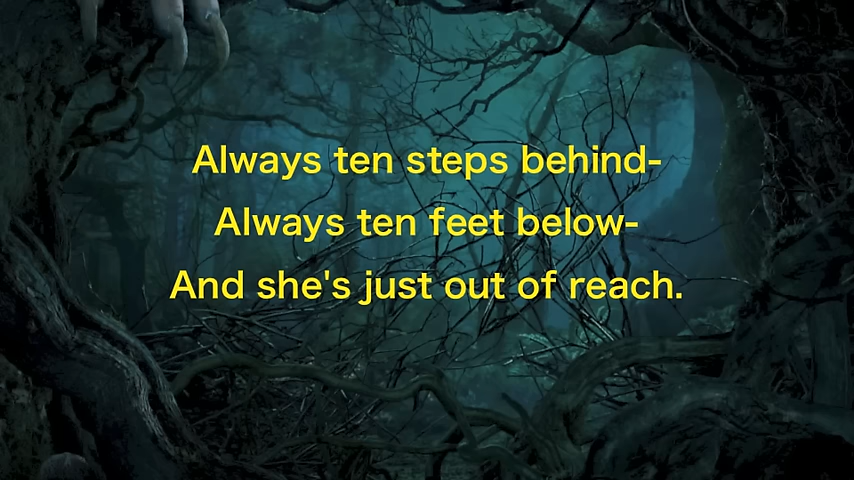 Always ten steps behind-
Always ten feet below-
And she's just out of reach.